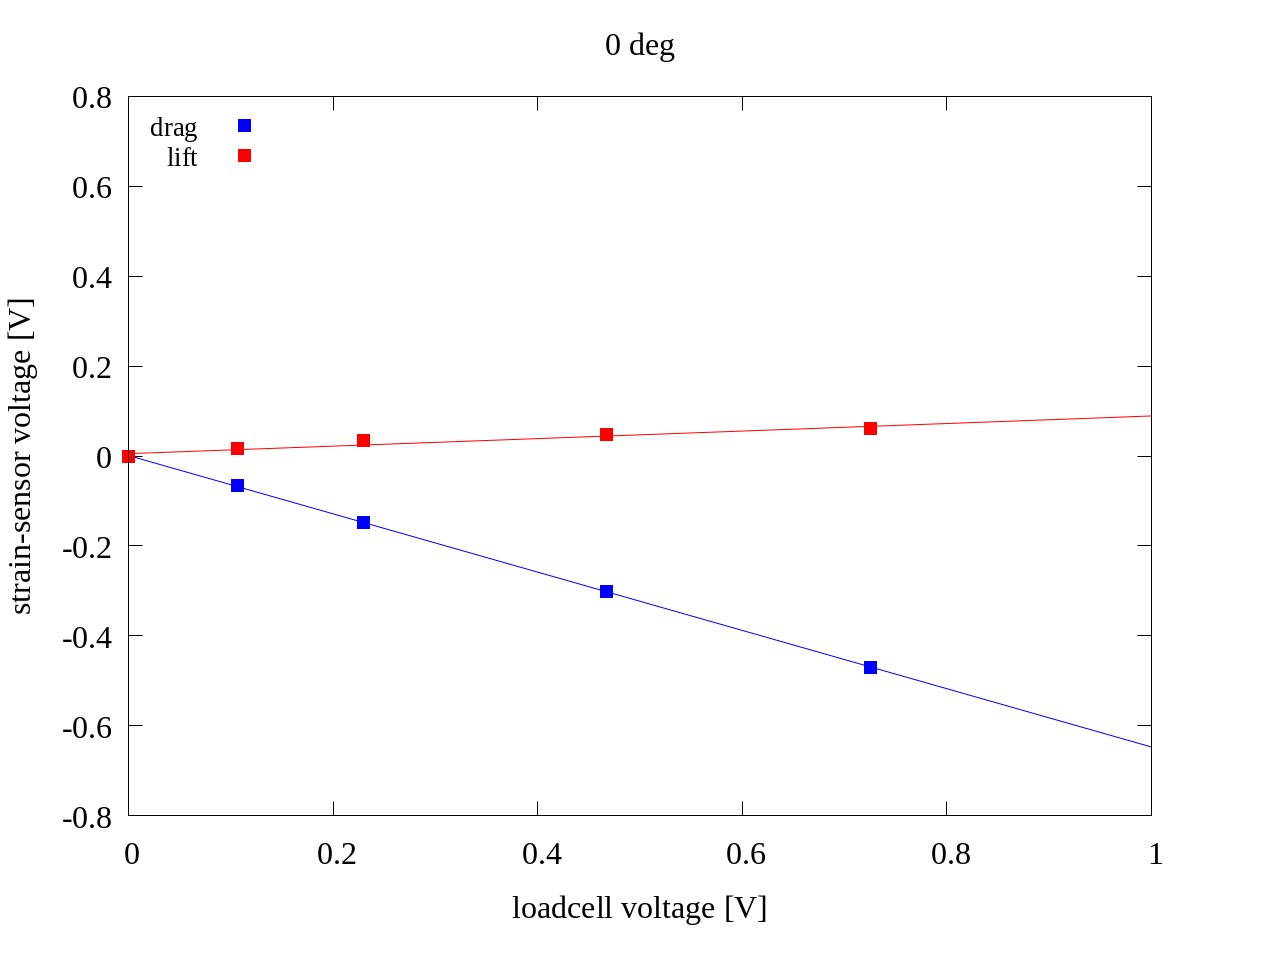 0 deg
drag
lift
0.8
0.6
0.4
0.2
0
-0.2
-0.4
-0.6
-0.8
strain-sensor voltage [V]
0 0.2 0.4 0.6 0.8 1
loadcell voltage [V]